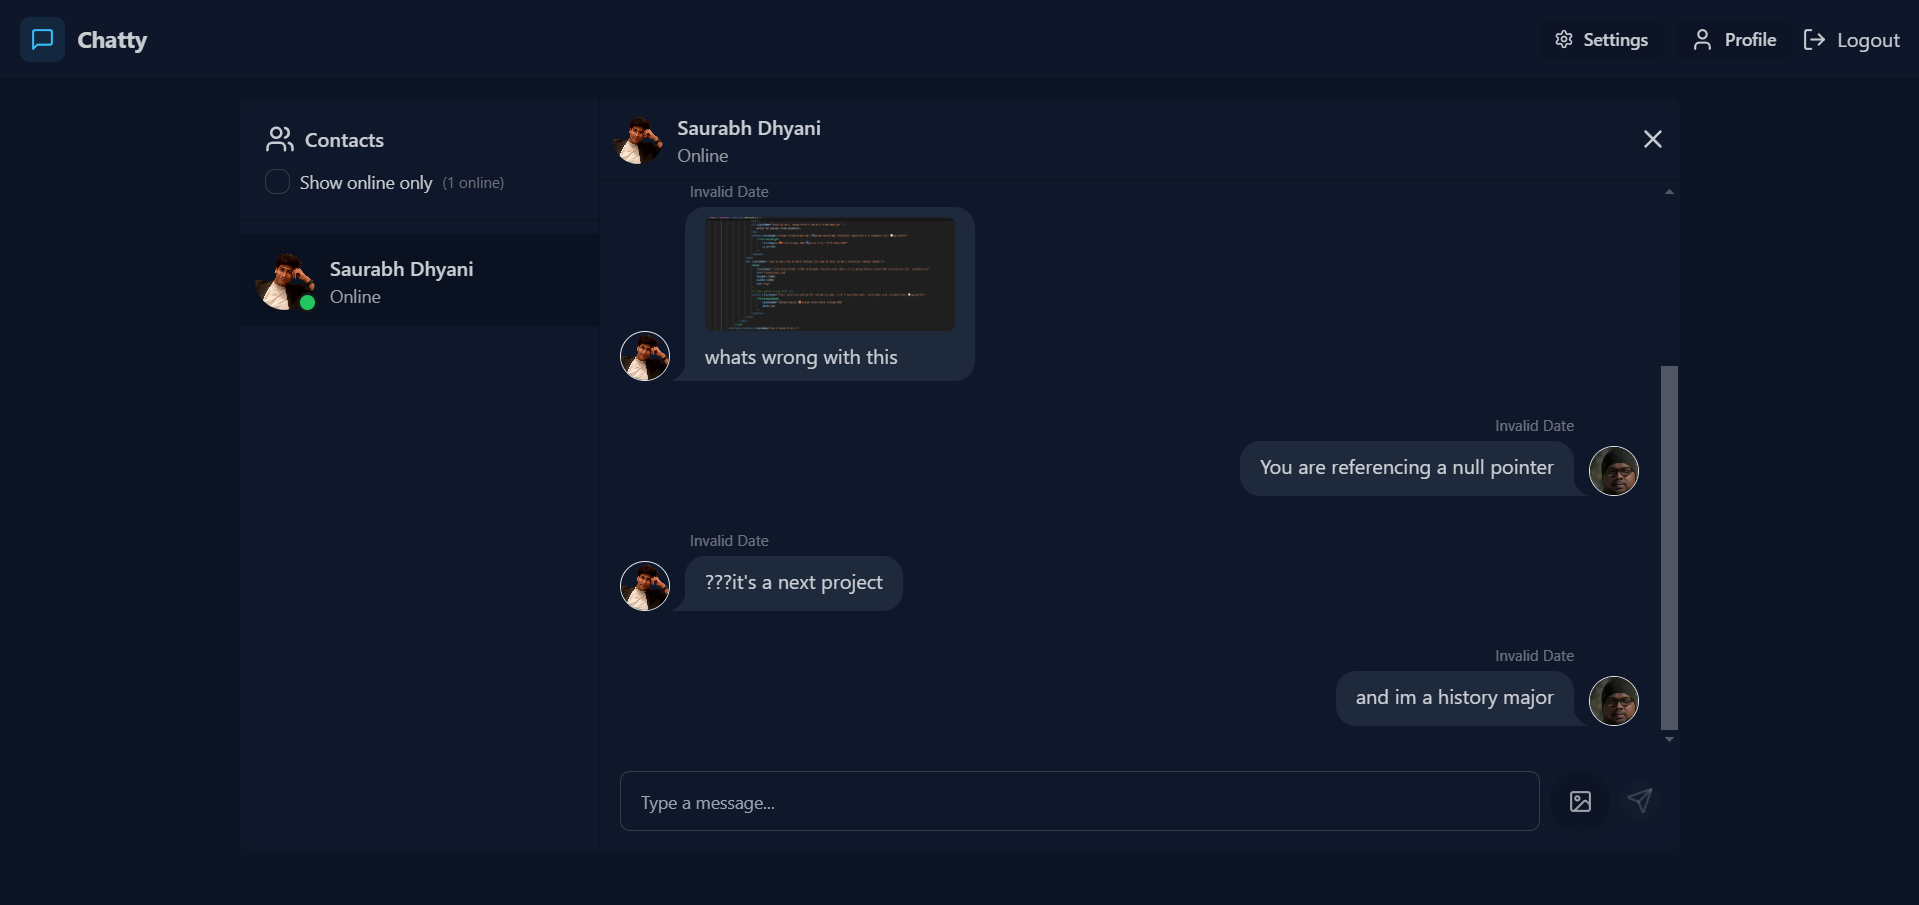 Chatty
Settings
Profile
Logout
Contacts
Show online only (1 online)
Saurabh Dhyani
Online
Saurabh Dhyani
Online
Invalid Date
whats wrong with this
Invalid Date
You are referencing a null pointer
Invalid Date
???it's a next project
Invalid Date
and im a history major
Type a message...